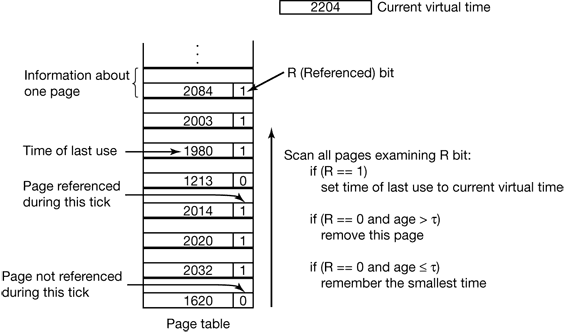 2204 Current virtual time
Information about
one page
R (Referenced) bit
2084 1
2003 1
Time of last use
1980 1
1213 0
Page referenced
during this tick
2014 1
2020 1
2032 1
Page not referenced
during this tick
1620 0
Page table
Scan all pages examining R bit:
if (R == 1)
set time of last use to current virtual time
if (R == 0 and age > τ)
remove this page
if (R == 0 and age ≤ τ)
remember the smallest time